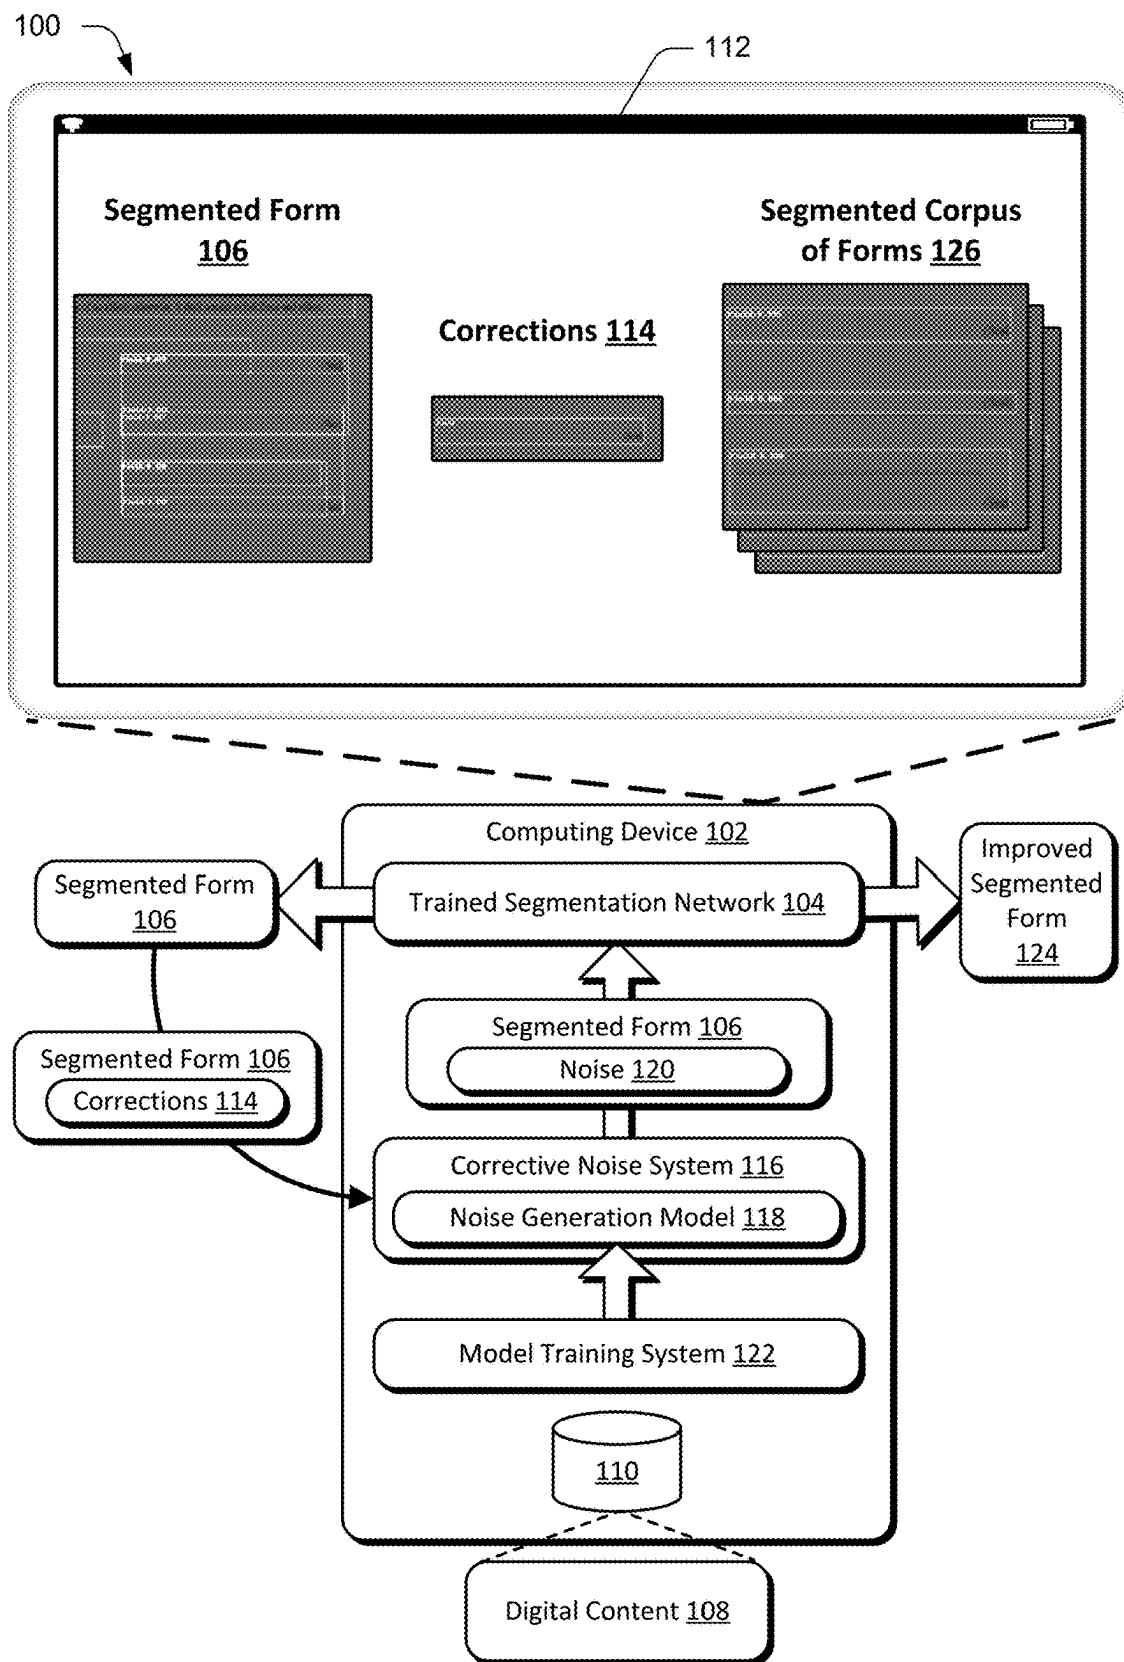 100
112
Segmented Form
106
Segmented Corpus
of Forms 126
Corrections 114
Computing Device 102
Trained Segmentation Network 104
Segmented Form
106
Improved
Segmented
Form
124
Segmented Form 106
Noise 120
Segmented Form 106
Corrections 114
Corrective Noise System 116
Noise Generation Model 118
Model Training System 122
110
Digital Content 108